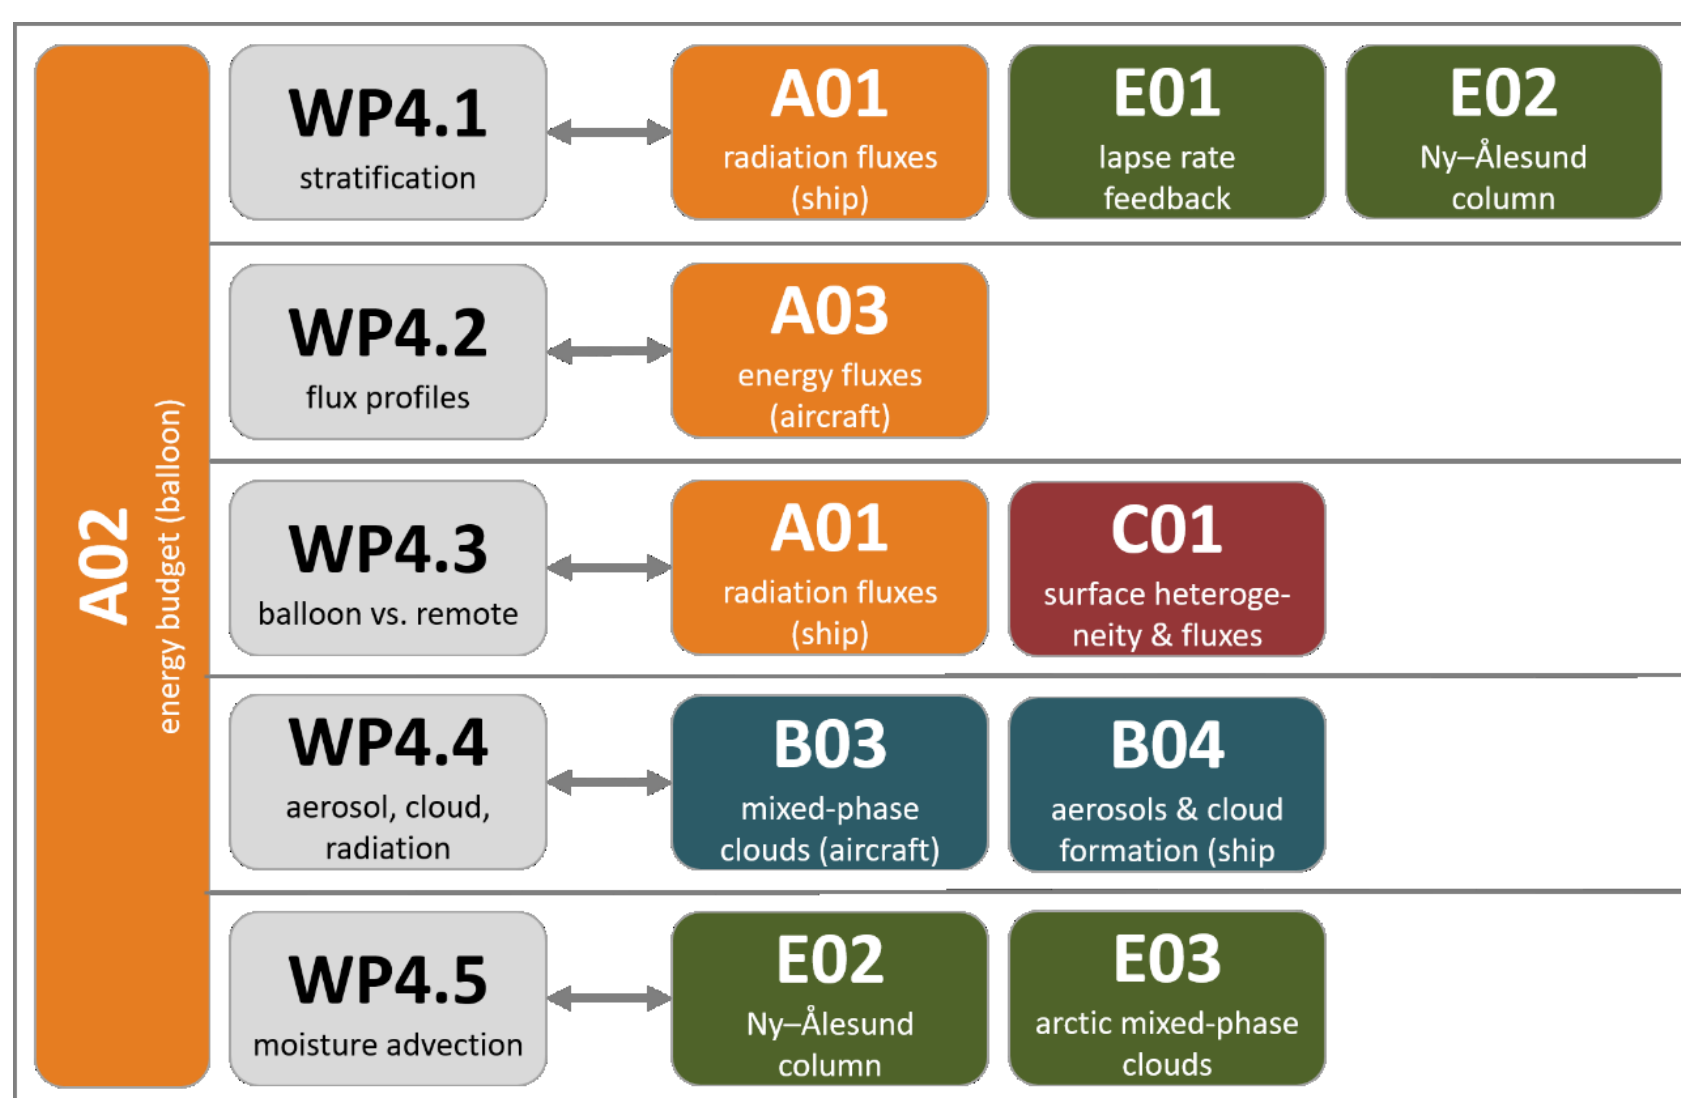 A02
energy budget (balloon)
WP4.1
stratification
A01
radiation fluxes
(ship)
E01
lapse rate
feedback
E02
Ny–Ålesund
column
WP4.2
flux profiles
A03
energy fluxes
(aircraft)
WP4.3
balloon vs. remote
A01
radiation fluxes
(ship)
C01
surface heteroge-
neity & fluxes
WP4.4
aerosol, cloud,
radiation
B03
mixed-phase
clouds (aircraft)
B04
aerosols & cloud
formation (ship
WP4.5
moisture advection
E02
Ny–Ålesund
column
E03
arctic mixed-phase
clouds